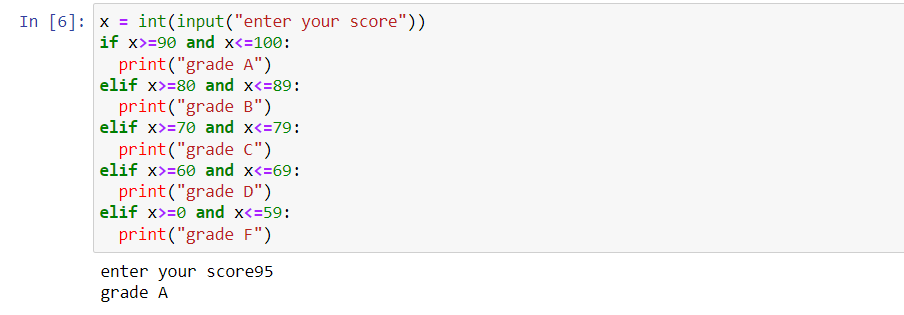 In [6]: x = int(input("enter your score"))
if x>=90 and x<=100:
  print("grade A")
elif x>=80 and x<=89:
  print("grade B")
elif x>=70 and x<=79:
  print("grade C")
elif x>=60 and x<=69:
  print("grade D")
elif x>=0 and x<=59:
  print("grade F")
enter your score95
grade A